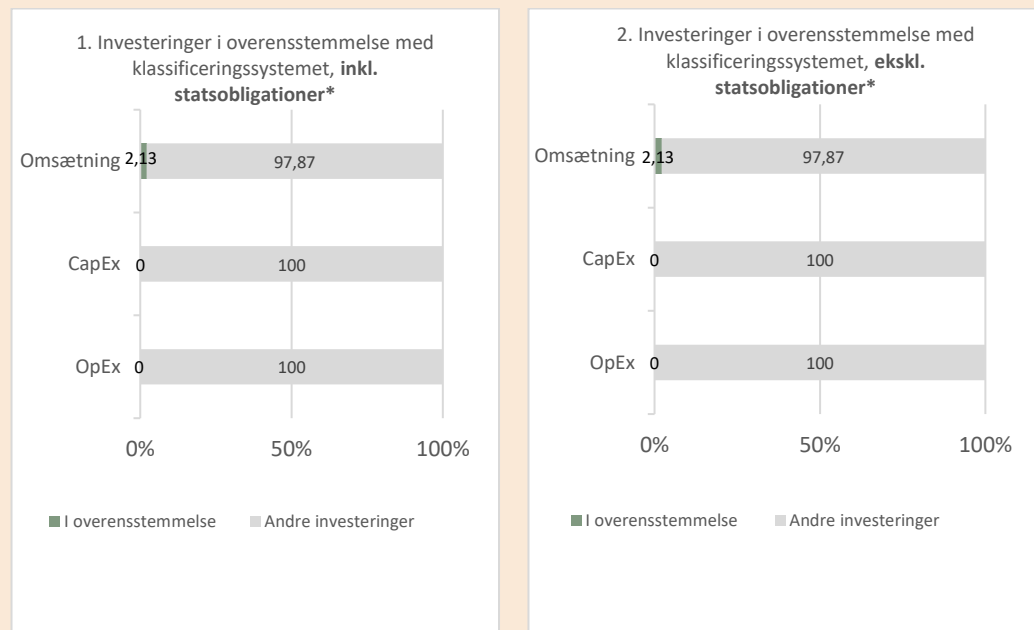 1. Investeringer i overensstemmelse med
klassificeringssystemet, inkl.
statsobligationer*
Omsætning 2,13 97,87
CapEx 0 100
OpEx 0 100
0% 50% 100%
I overensstemmelse Andre investeringer
2. Investeringer i overensstemmelse med
klassificeringssystemet, ekskl.
statsobligationer*
Omsætning 2,13 97,87
CapEx 0 100
OpEx 0 100
0% 50% 100%
I overensstemmelse Andre investeringer